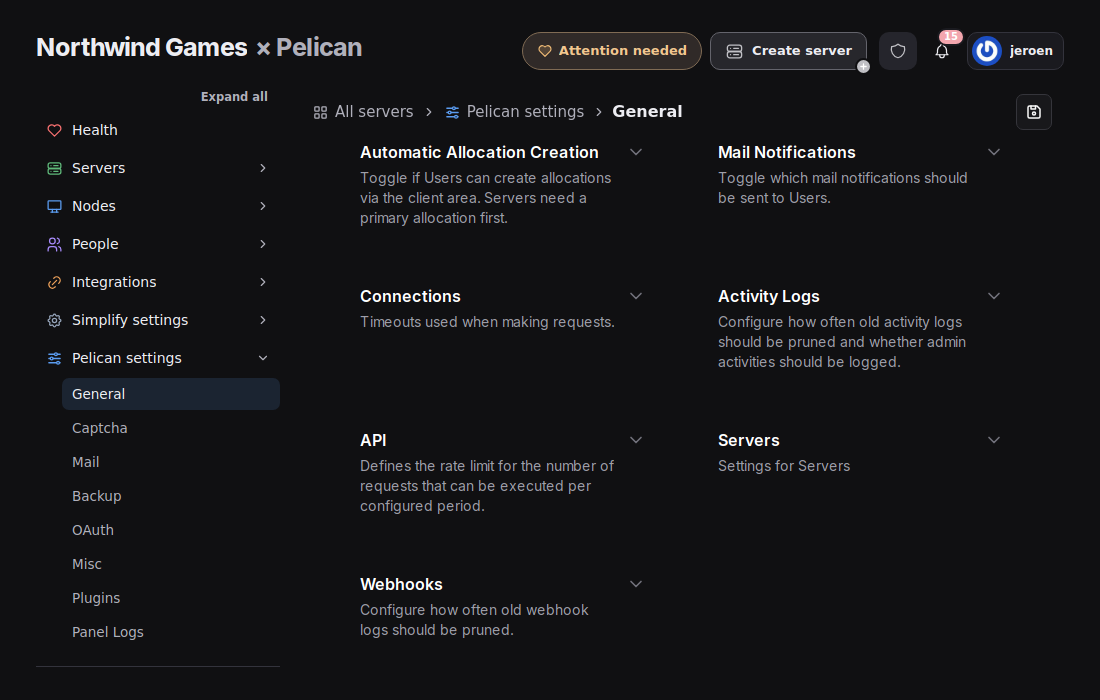 Northwind Games × Pelican
Attention needed
Create server
15
jeroen
Expand all
Health
Servers
Nodes
People
Integrations
Simplify settings
Pelican settings
General
Captcha
Mail
Backup
OAuth
Misc
Plugins
Panel Logs
All servers > Pelican settings > General
Automatic Allocation Creation
Toggle if Users can create allocations
via the client area. Servers need a
primary allocation first.
Mail Notifications
Toggle which mail notifications should
be sent to Users.
Connections
Timeouts used when making requests.
Activity Logs
Configure how often old activity logs
should be pruned and whether admin
activities should be logged.
API
Defines the rate limit for the number of
requests that can be executed per
configured period.
Servers
Settings for Servers
Webhooks
Configure how often old webhook
logs should be pruned.